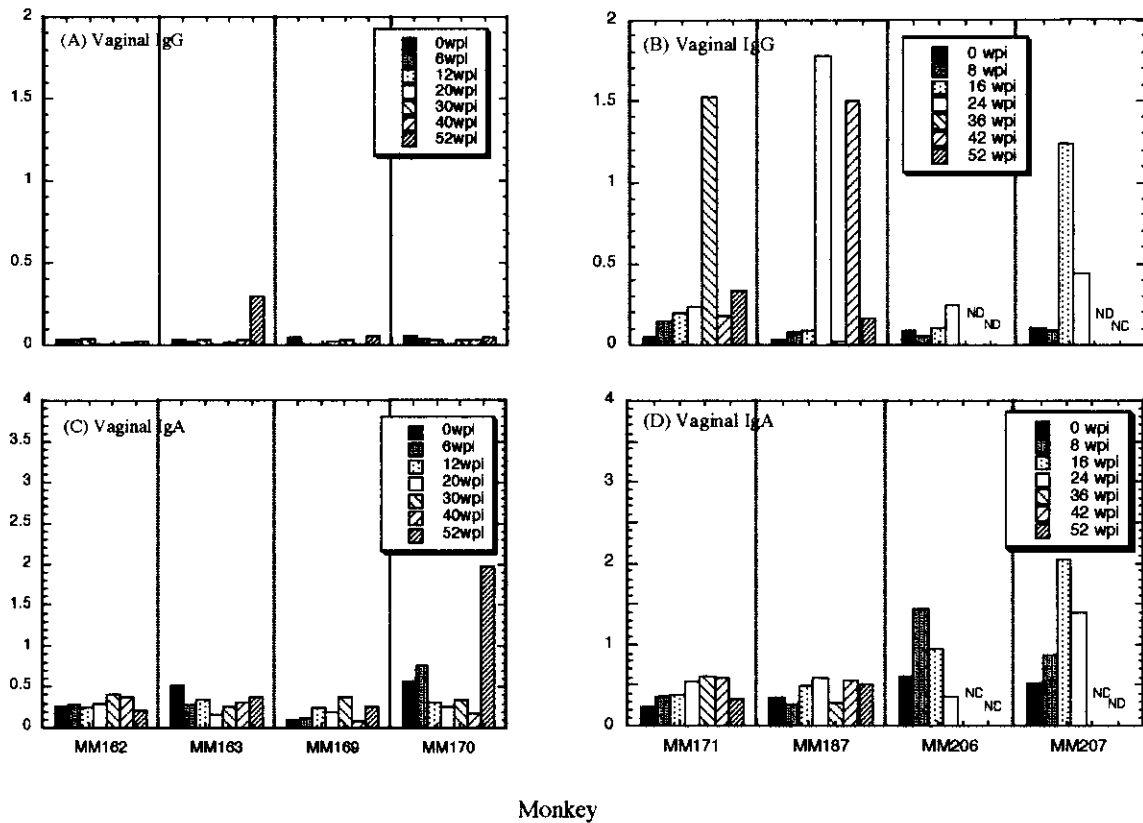 2
(A) Vaginal IgG
0wpi
6wpi
12wpi
20wpi
30wpi
40wpi
52wpi
1.5
1
0.5
0
2
(B) Vaginal IgG
0 wpi
8 wpi
16 wpi
24 wpi
36 wpi
42 wpi
52 wpi
1.5
1
0.5
0
ND
ND
ND
NC
4
(C) Vaginal IgA
0wpi
6wpi
12wpi
20wpi
30wpi
40wpi
52wpi
3.5
3
2.5
2
1.5
1
0.5
0
MM162 MM163 MM169 MM170
4
(D) Vaginal IgA
0 wpi
8 wpi
16 wpi
24 wpi
36 wpi
42 wpi
52 wpi
3
2
1
0
NC
NC
NC
ND
MM171 MM187 MM206 MM207
Monkey